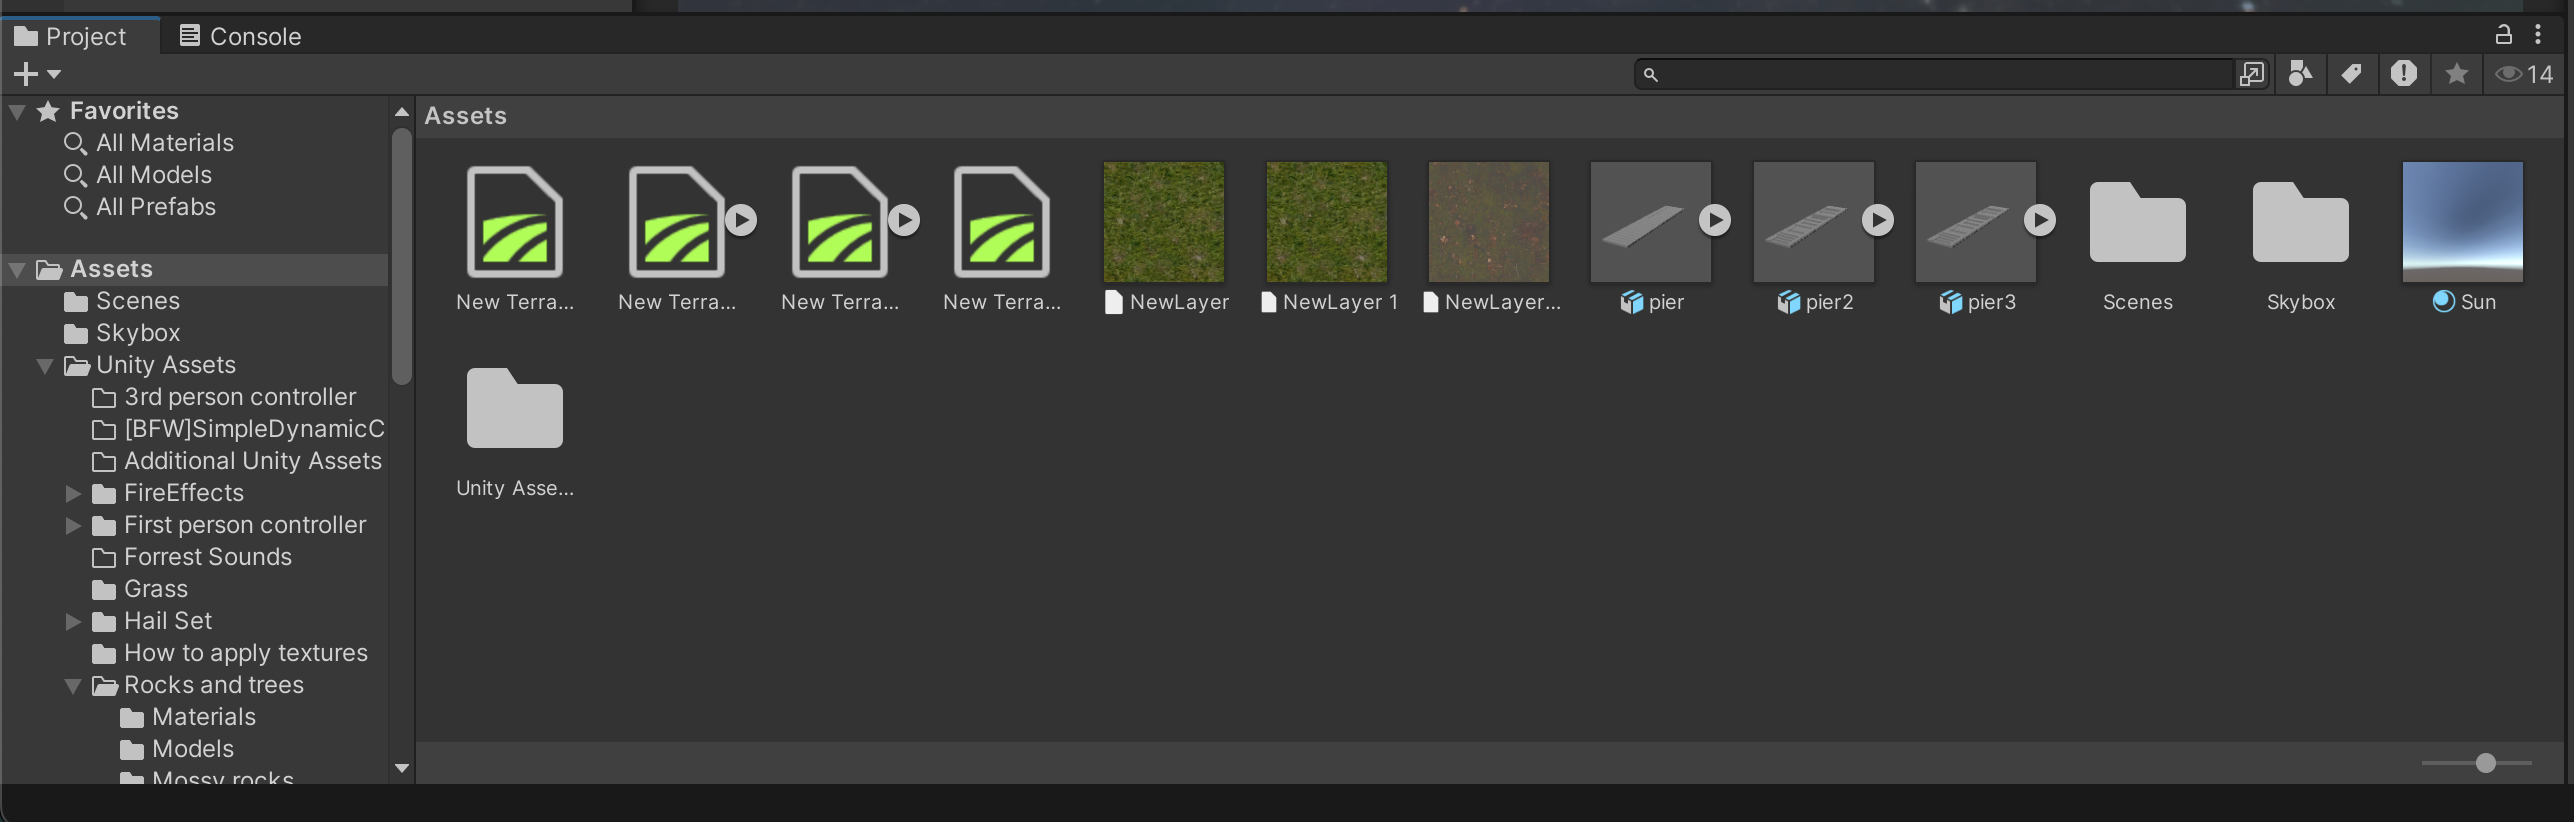 Project
Console
14
Favorites
All Materials
All Models
All Prefabs
Assets
Scenes
Skybox
Unity Assets
3rd person controller
[BFW]SimpleDynamicC
Additional Unity Assets
FireEffects
First person controller
Forrest Sounds
Grass
Hail Set
How to apply textures
Rocks and trees
Materials
Models
Mossy rocks
Assets
New Terra...
New Terra...
New Terra...
New Terra...
NewLayer
NewLayer 1
NewLayer...
pier
pier2
pier3
Scenes
Skybox
Sun
Unity Asse...